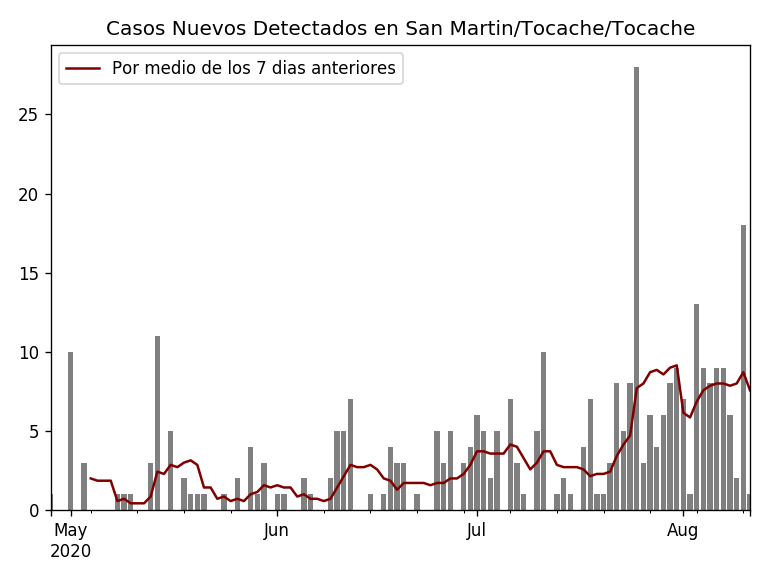 Casos Nuevos Detectados en San Martin/Tocache/Tocache
Por medio de los 7 dias anteriores
25
20
15
10
5
0
May
2020
Jun
Jul
Aug